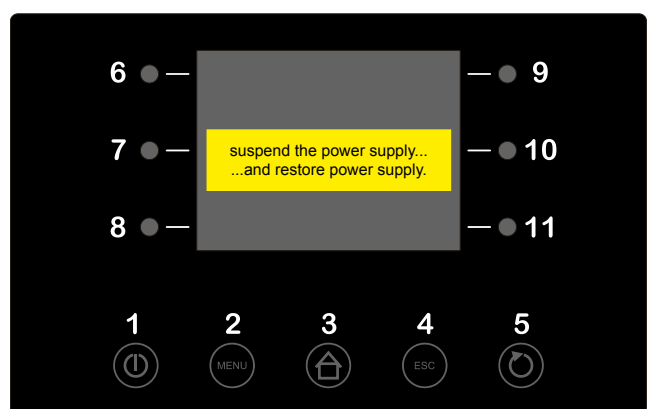 6
9
suspend the power supply...
...and restore power supply.
7
10
8
11
1
2
3
4
5
MENU
ESC